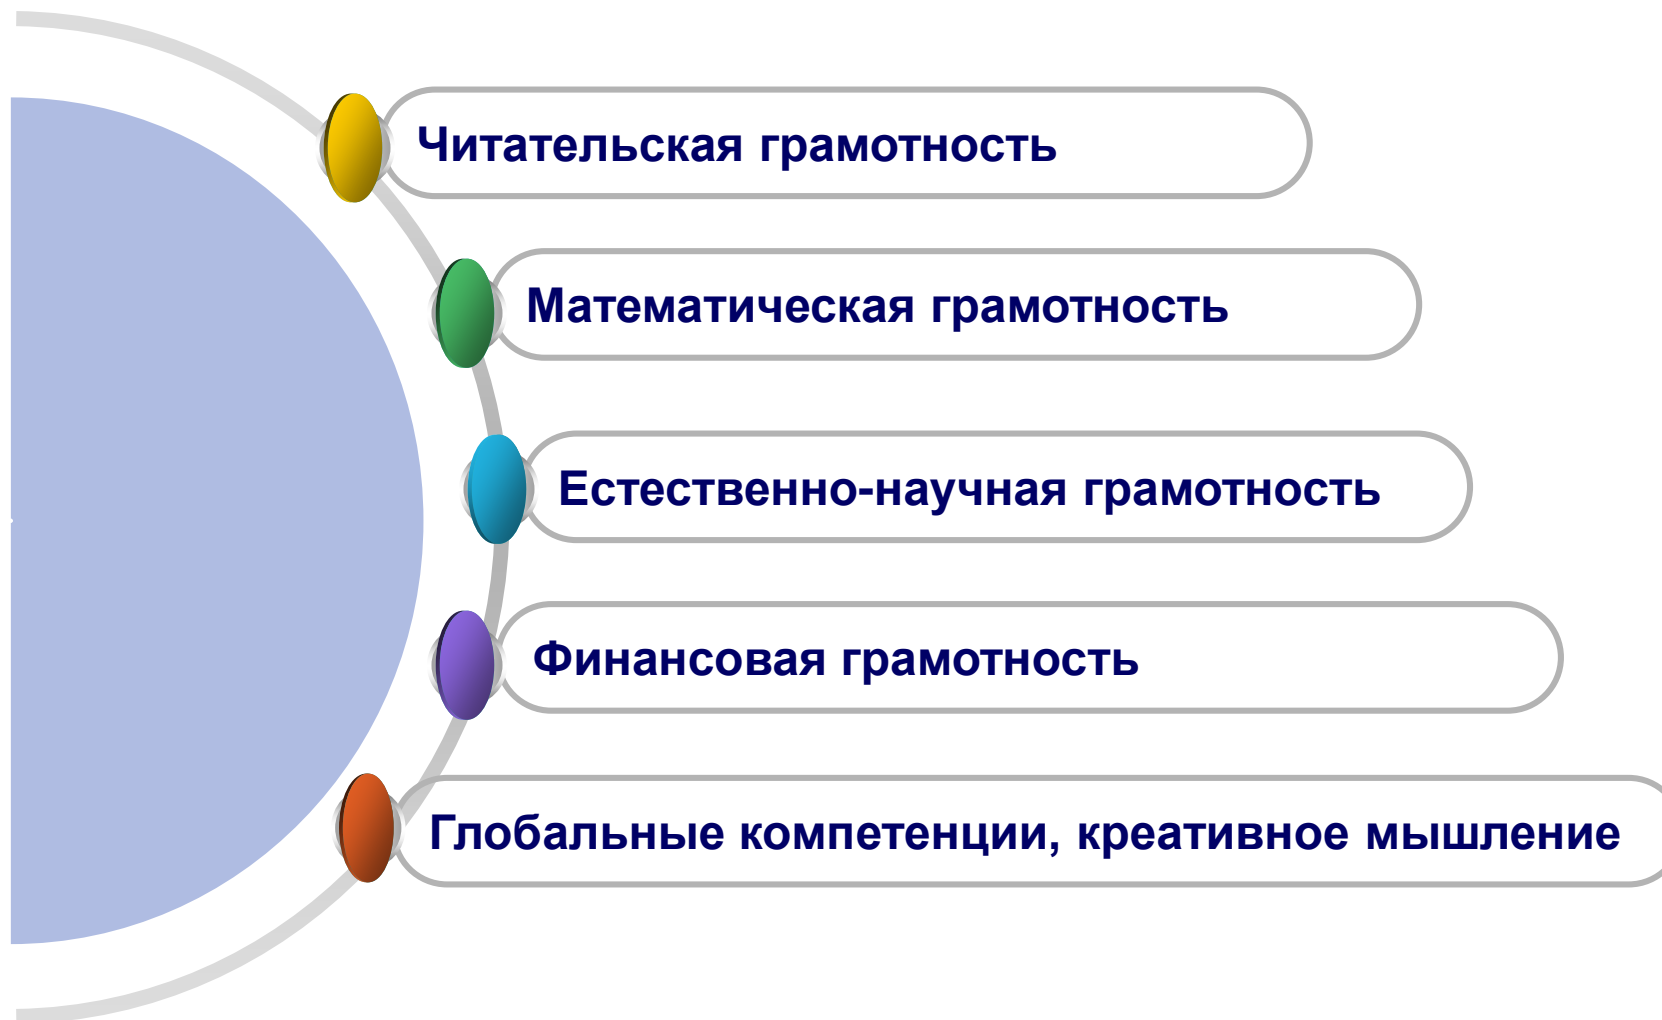 Читательская грамотность
Математическая грамотность
Естественно-научная грамотность
Финансовая грамотность
Глобальные компетенции, креативное мышление